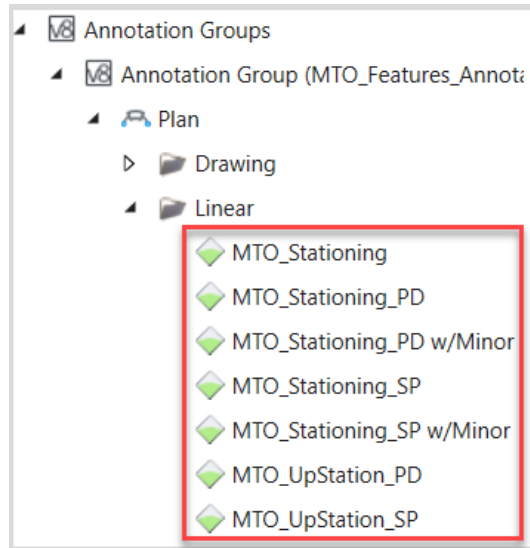 Annotation Groups
Annotation Group (MTO_Features_Annota
Plan
Drawing
Linear
MTO_Stationing
MTO_Stationing_PD
MTO_Stationing_PD w/Minor
MTO_Stationing_SP
MTO_Stationing_SP w/Minor
MTO_UpStation_PD
MTO_UpStation_SP